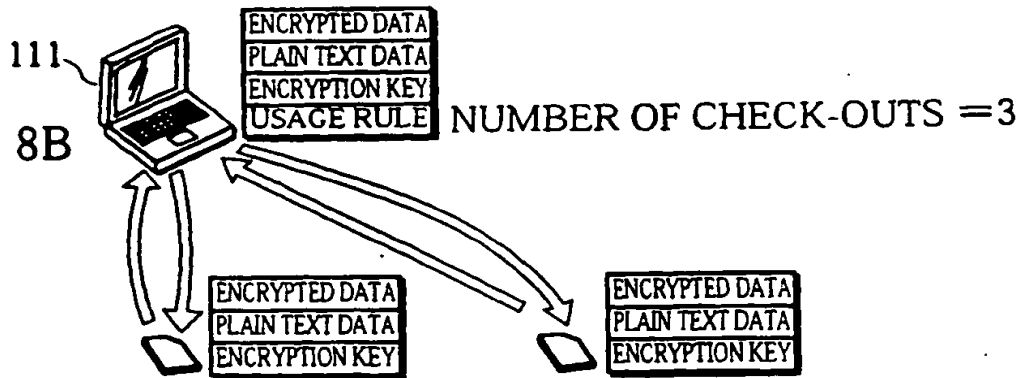 111
ENCRYPTED DATA
PLAIN TEXT DATA
ENCRYPTION KEY
USAGE RULE NUMBER OF CHECK-OUTS = 3
8B
ENCRYPTED DATA
PLAIN TEXT DATA
ENCRYPTION KEY
ENCRYPTED DATA
PLAIN TEXT DATA
ENCRYPTION KEY